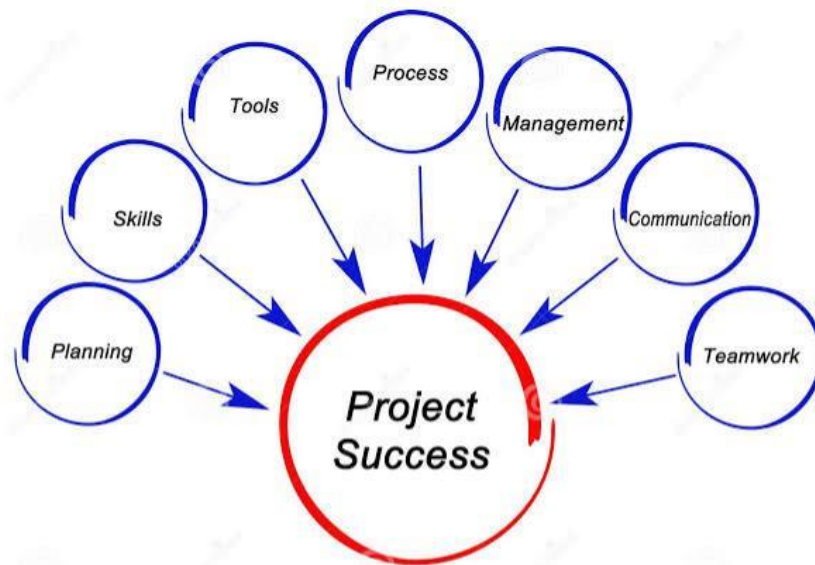 Process
Tools
Management
Skills
Communication
Planning
Teamwork
Project
Success